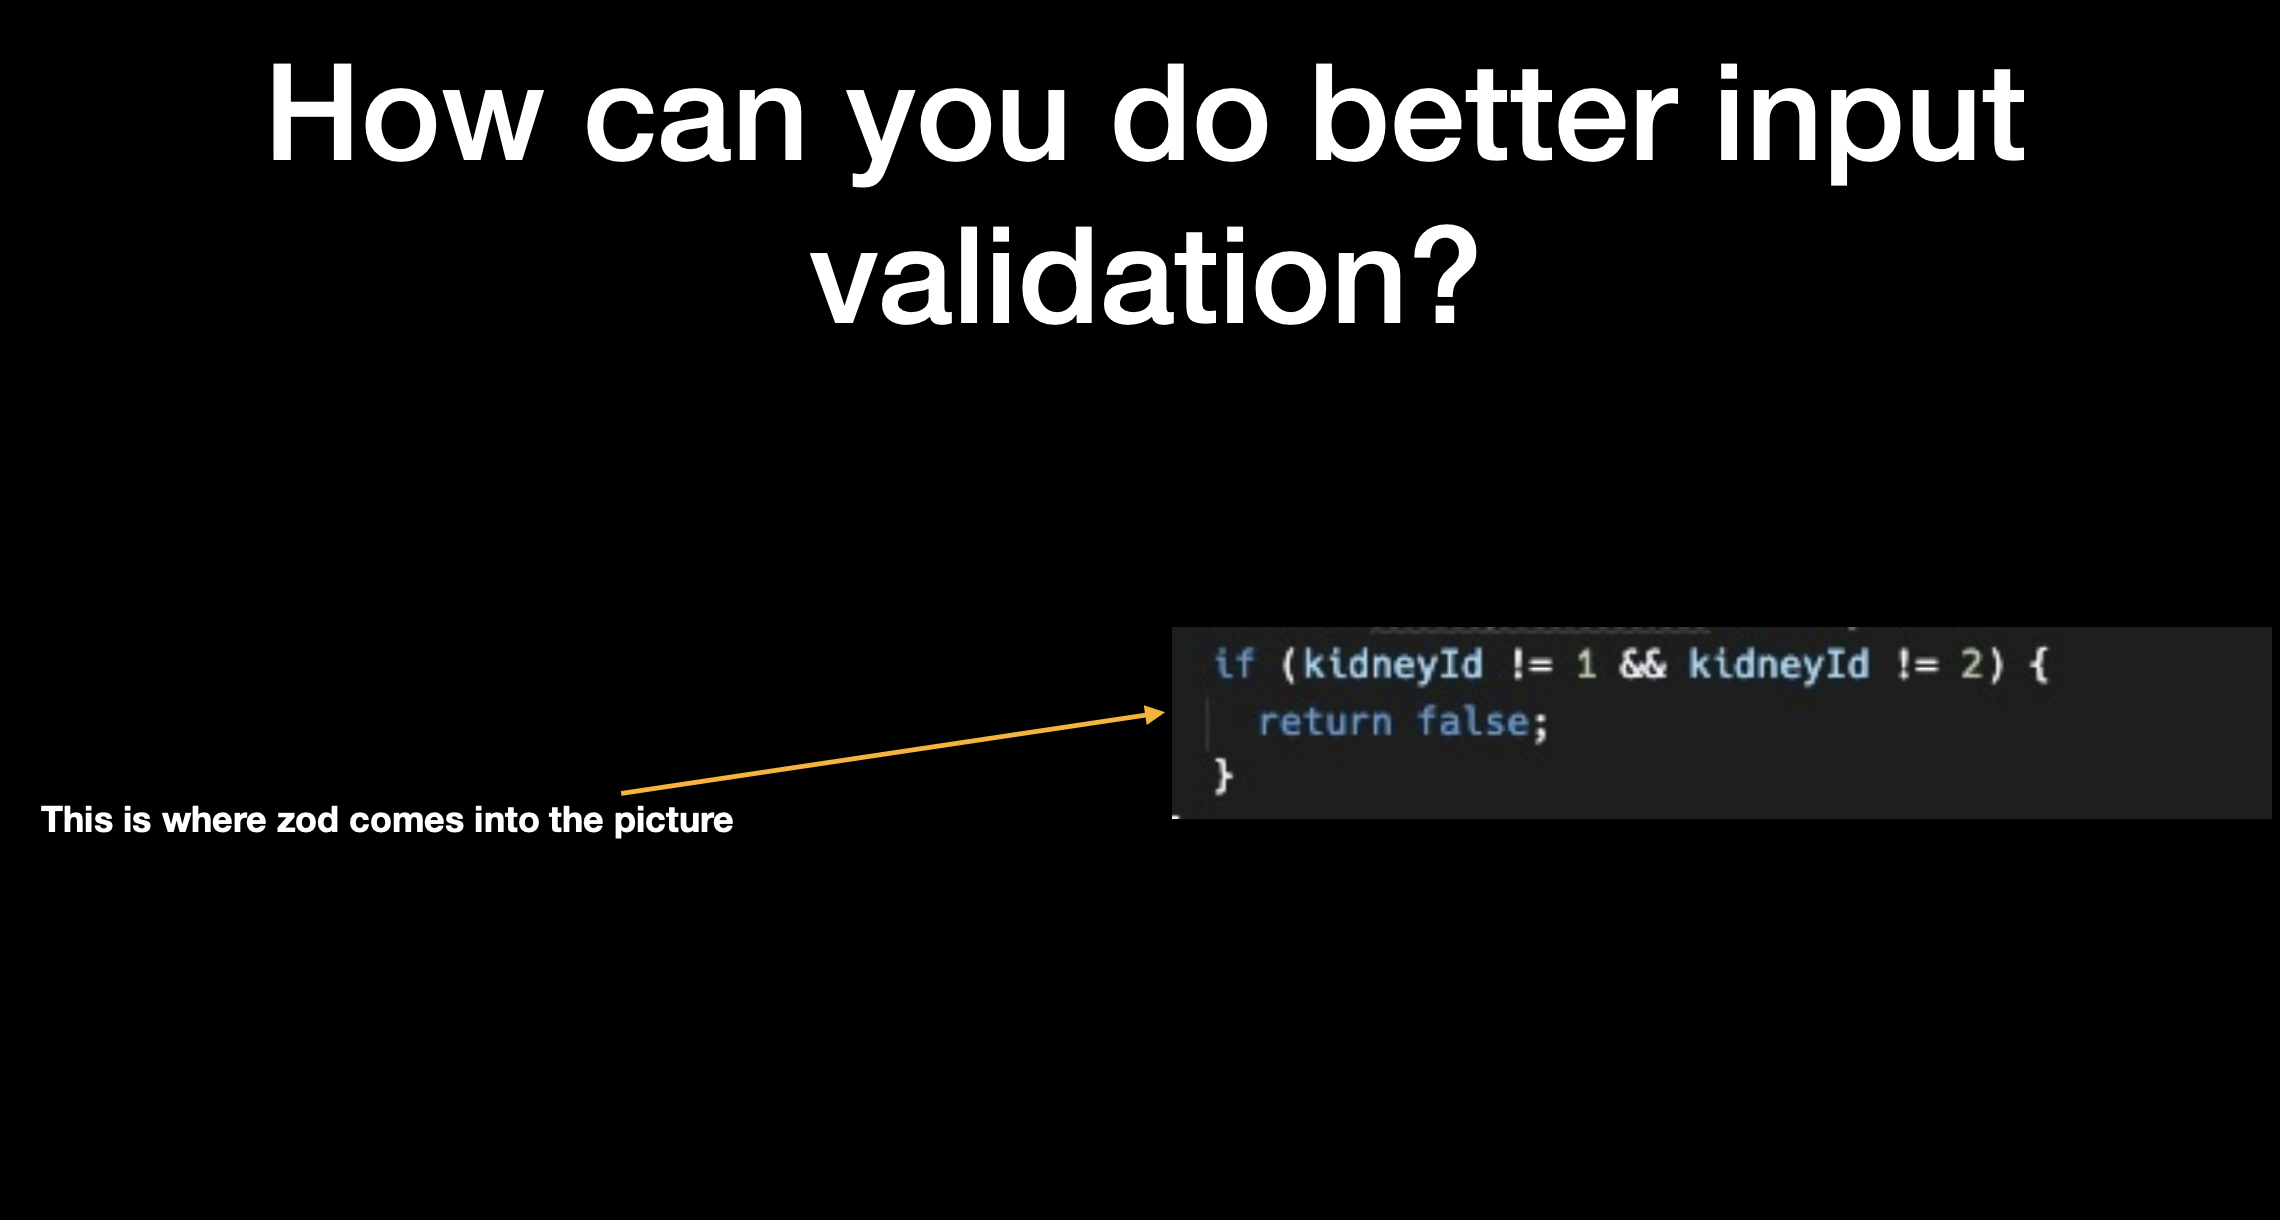 How can you do better input
validation?
if (kidneyId != 1 && kidneyId != 2) {
return false;
}
This is where zod comes into the picture